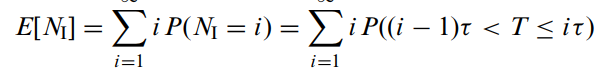 E[N_I] = ∑_{i=1}^{∞} i P(N_I = i) = ∑_{i=1}^{∞} i P((i − 1)τ < T ≤ iτ)